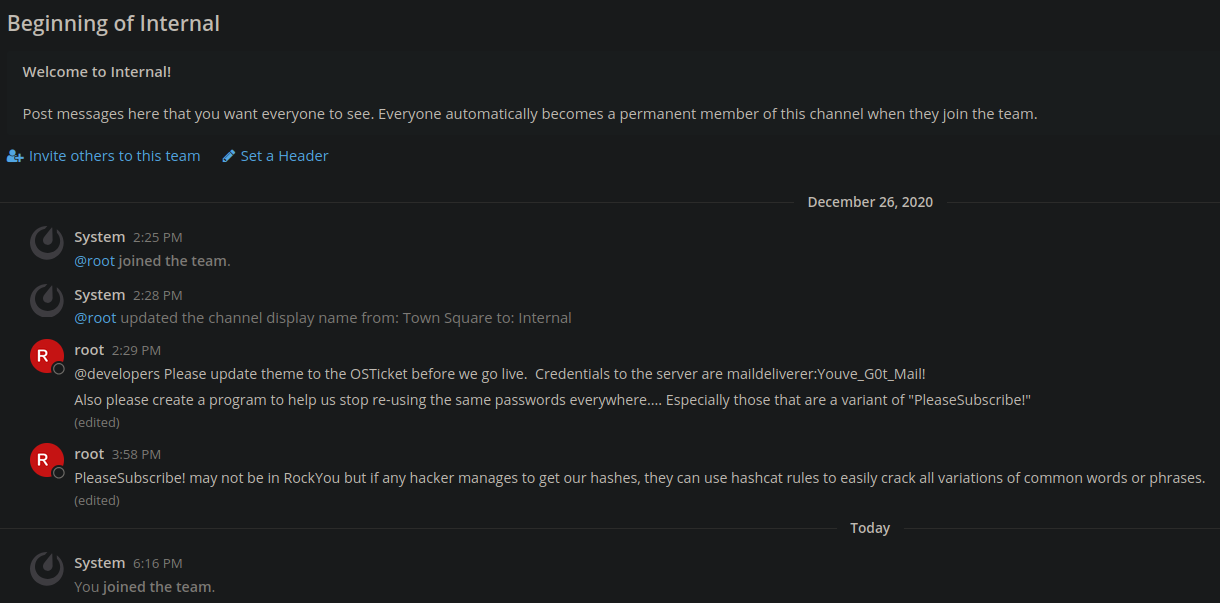 Beginning of Internal
Welcome to Internal!
Post messages here that you want everyone to see. Everyone automatically becomes a permanent member of this channel when they join the team.
Invite others to this team Set a Header
December 26, 2020
System 2:25 PM
@root joined the team.
System 2:28 PM
@root updated the channel display name from: Town Square to: Internal
R root 2:29 PM
@developers Please update theme to the OSTicket before we go live. Credentials to the server are maildeliverer:Youve_G0t_Mail!
Also please create a program to help us stop re-using the same passwords everywhere.... Especially those that are a variant of "PleaseSubscribe!"
(edited)
R root 3:58 PM
PleaseSubscribe! may not be in RockYou but if any hacker manages to get our hashes, they can use hashcat rules to easily crack all variations of common words or phrases.
(edited)
Today
System 6:16 PM
You joined the team.